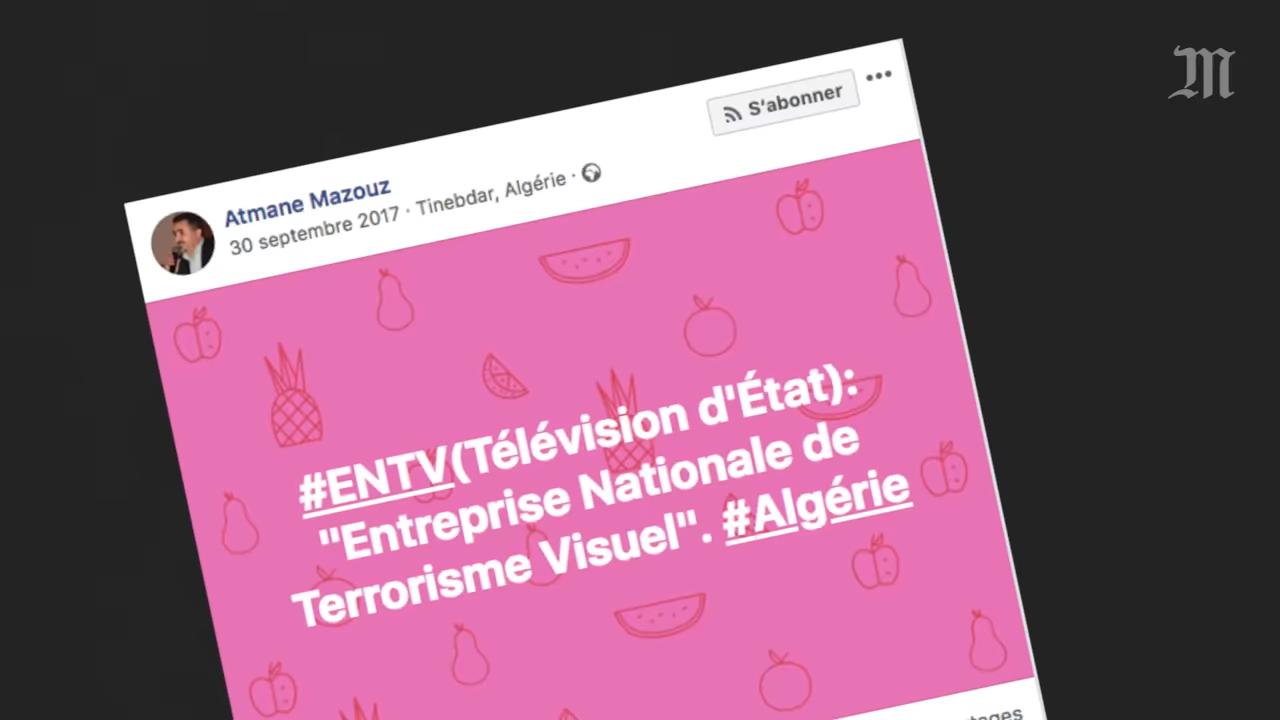 M
S'abonner
Atmane Mazouz
30 septembre 2017 · Tinebdar, Algérie ·
#ENTV(Télévision d'État):
"Entreprise Nationale de
Terrorisme Visuel". #Algérie